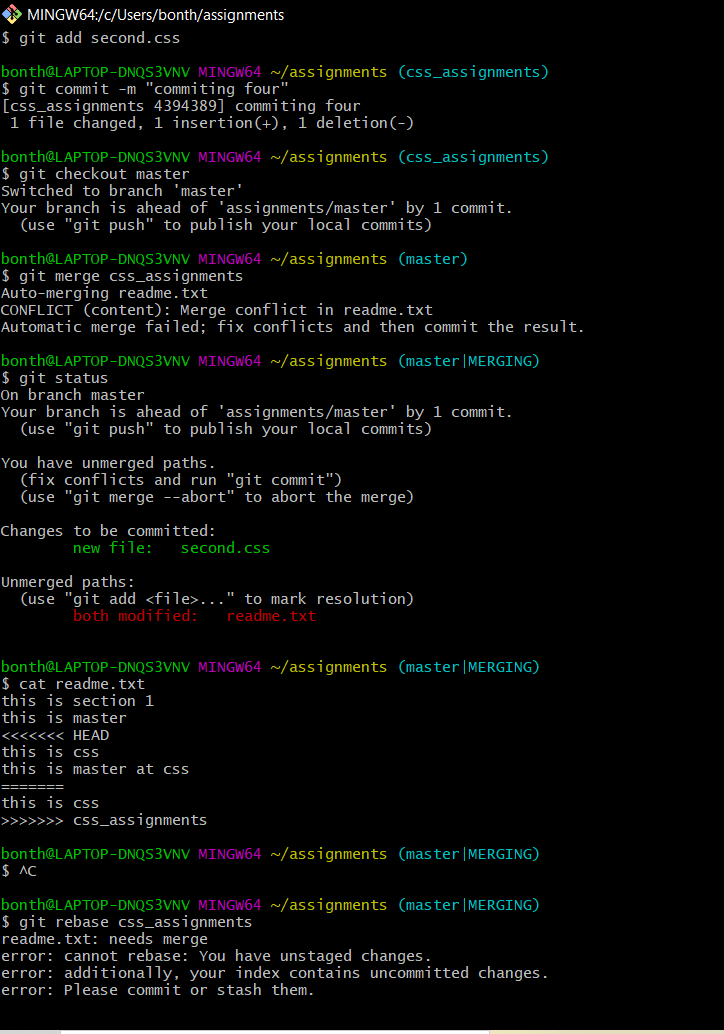 MINGW64:/c/Users/bonth/assignments
$ git add second.css
bonth@LAPTOP-DNQS3VNV MINGW64 ~/assignments (css_assignments)
$ git commit -m "commiting four"
[css_assignments 4394389] commiting four
 1 file changed, 1 insertion(+), 1 deletion(-)
bonth@LAPTOP-DNQS3VNV MINGW64 ~/assignments (css_assignments)
$ git checkout master
Switched to branch 'master'
Your branch is ahead of 'assignments/master' by 1 commit.
  (use "git push" to publish your local commits)
bonth@LAPTOP-DNQS3VNV MINGW64 ~/assignments (master)
$ git merge css_assignments
Auto-merging readme.txt
CONFLICT (content): Merge conflict in readme.txt
Automatic merge failed; fix conflicts and then commit the result.
bonth@LAPTOP-DNQS3VNV MINGW64 ~/assignments (master|MERGING)
$ git status
On branch master
Your branch is ahead of 'assignments/master' by 1 commit.
  (use "git push" to publish your local commits)
You have unmerged paths.
  (fix conflicts and run "git commit")
  (use "git merge --abort" to abort the merge)
Changes to be committed:
        new file:   second.css
Unmerged paths:
  (use "git add <file>..." to mark resolution)
        both modified:   readme.txt
bonth@LAPTOP-DNQS3VNV MINGW64 ~/assignments (master|MERGING)
$ cat readme.txt
this is section 1
this is master
<<<<<<< HEAD
this is css
this is master at css
=======
this is css
>>>>>>> css_assignments
bonth@LAPTOP-DNQS3VNV MINGW64 ~/assignments (master|MERGING)
$ ^C
bonth@LAPTOP-DNQS3VNV MINGW64 ~/assignments (master|MERGING)
$ git rebase css_assignments
readme.txt: needs merge
error: cannot rebase: You have unstaged changes.
error: additionally, your index contains uncommitted changes.
error: Please commit or stash them.